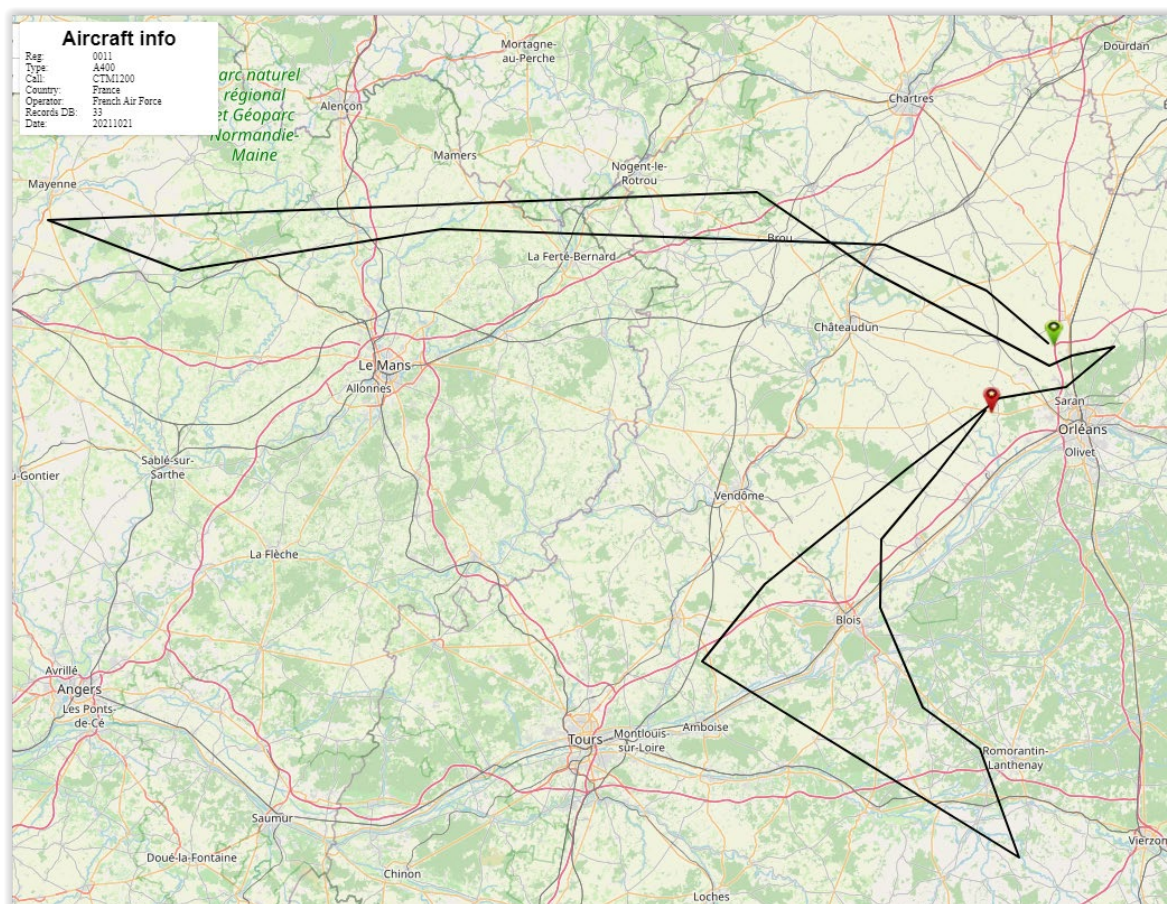 Aircraft info
Reg: 0011
Type: A400
Call: CTM1200
Country: France
Operator: French Air Force
Records DB: 33
Date: 20211021
arc naturel
régional
et Géoparc
Normandie-
Maine
Mortagne-
au-Perche
Dourdan
Alençon
Chartres
Mamers
Nogent-le-
Rotrou
Mayenne
Brou
La Ferté-Bernard
Châteaudun
Le Mans
Allonnes
Saran
Orléans
Olivet
Sablé-sur-
Sarthe
u-Gontier
Vendôme
La Flèche
Blois
Avrillé
Angers
Les Ponts-
de-Cé
Tours
Montlouis-
sur-Loire
Amboise
Romorantin-
Lanthenay
Saumur
Vierzon
Doué-la-Fontaine
Chinon
Loches